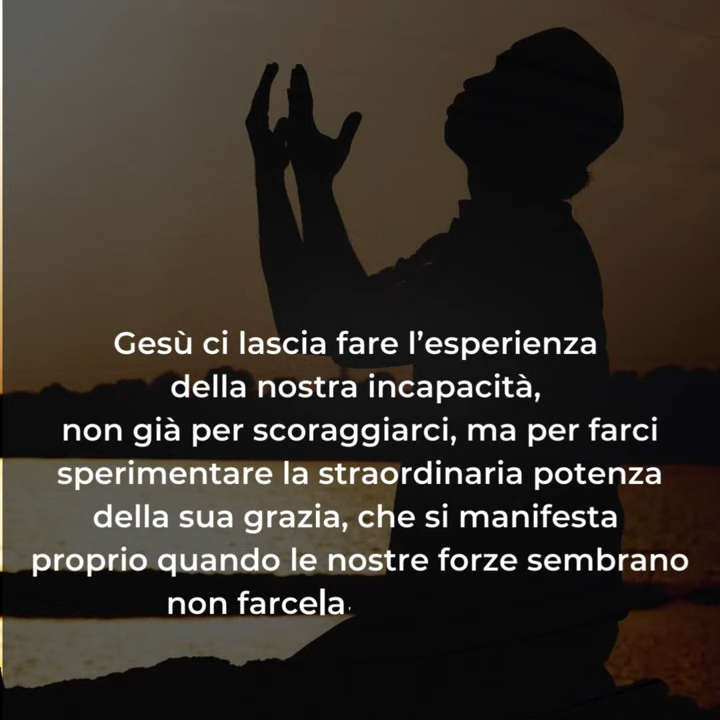 Gesù ci lascia fare l’esperienza
della nostra incapacità,
non già per scoraggiarci, ma per farci
sperimentare la straordinaria potenza
della sua grazia, che si manifesta
proprio quando le nostre forze sembrano
non farcela